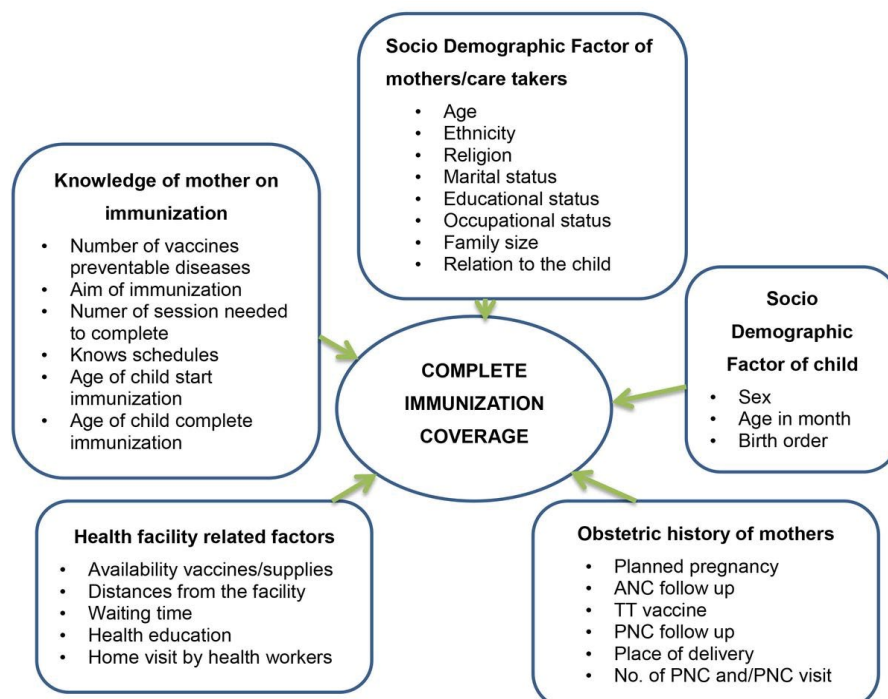 Socio Demographic Factor of
mothers/care takers
• Age
• Ethnicity
• Religion
• Marital status
• Educational status
• Occupational status
• Family size
• Relation to the child
Knowledge of mother on
immunization
• Number of vaccines
preventable diseases
• Aim of immunization
• Numer of session needed
to complete
• Knows schedules
• Age of child start
immunization
• Age of child complete
immunization
Socio
Demographic
Factor of child
• Sex
• Age in month
• Birth order
COMPLETE
IMMUNIZATION
COVERAGE
Health facility related factors
• Availability vaccines/supplies
• Distances from the facility
• Waiting time
• Health education
• Home visit by health workers
Obstetric history of mothers
• Planned pregnancy
• ANC follow up
• TT vaccine
• PNC follow up
• Place of delivery
• No. of PNC and/PNC visit